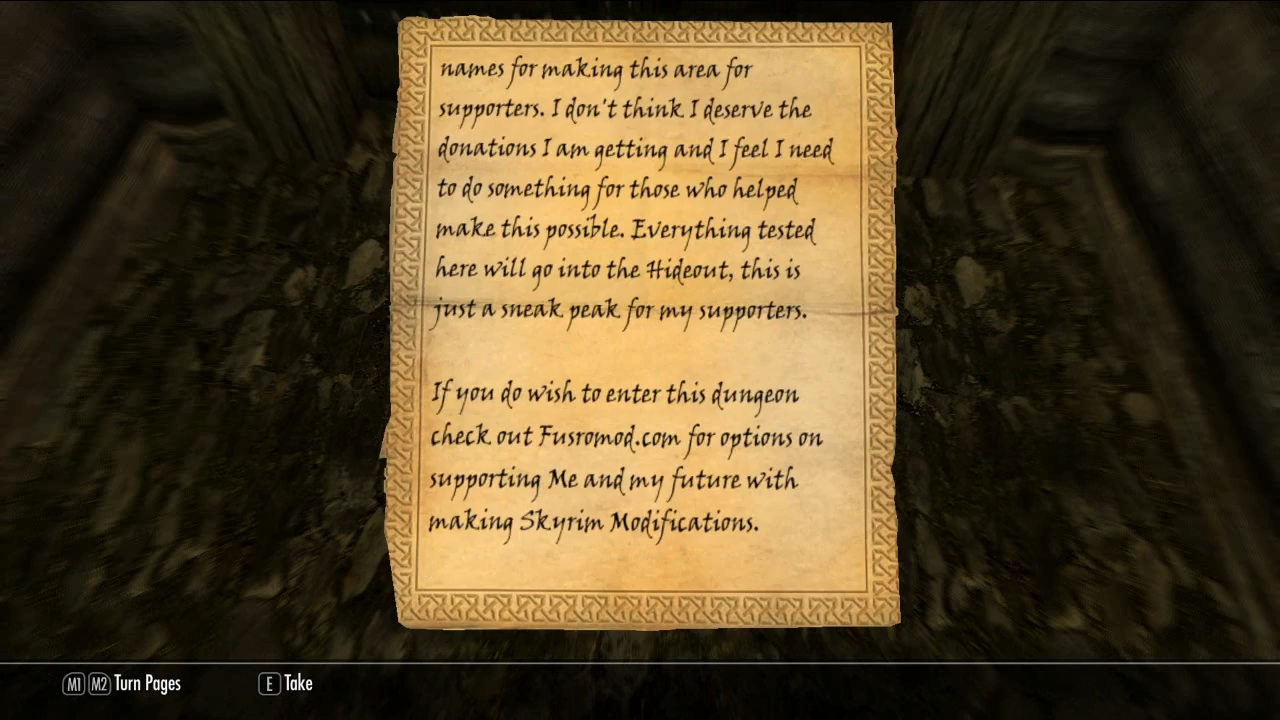 names for making this area for
supporters. I don't think I deserve the
donations I am getting and I feel I need
to do something for those who helped
make this possible. Everything tested
here will go into the Hideout, this is
just a sneak peak for my supporters.
If you do wish to enter this dungeon
check out Fusromod.com for options on
supporting Me and my future with
making Skyrim Modifications.
M1 M2 Turn Pages E Take